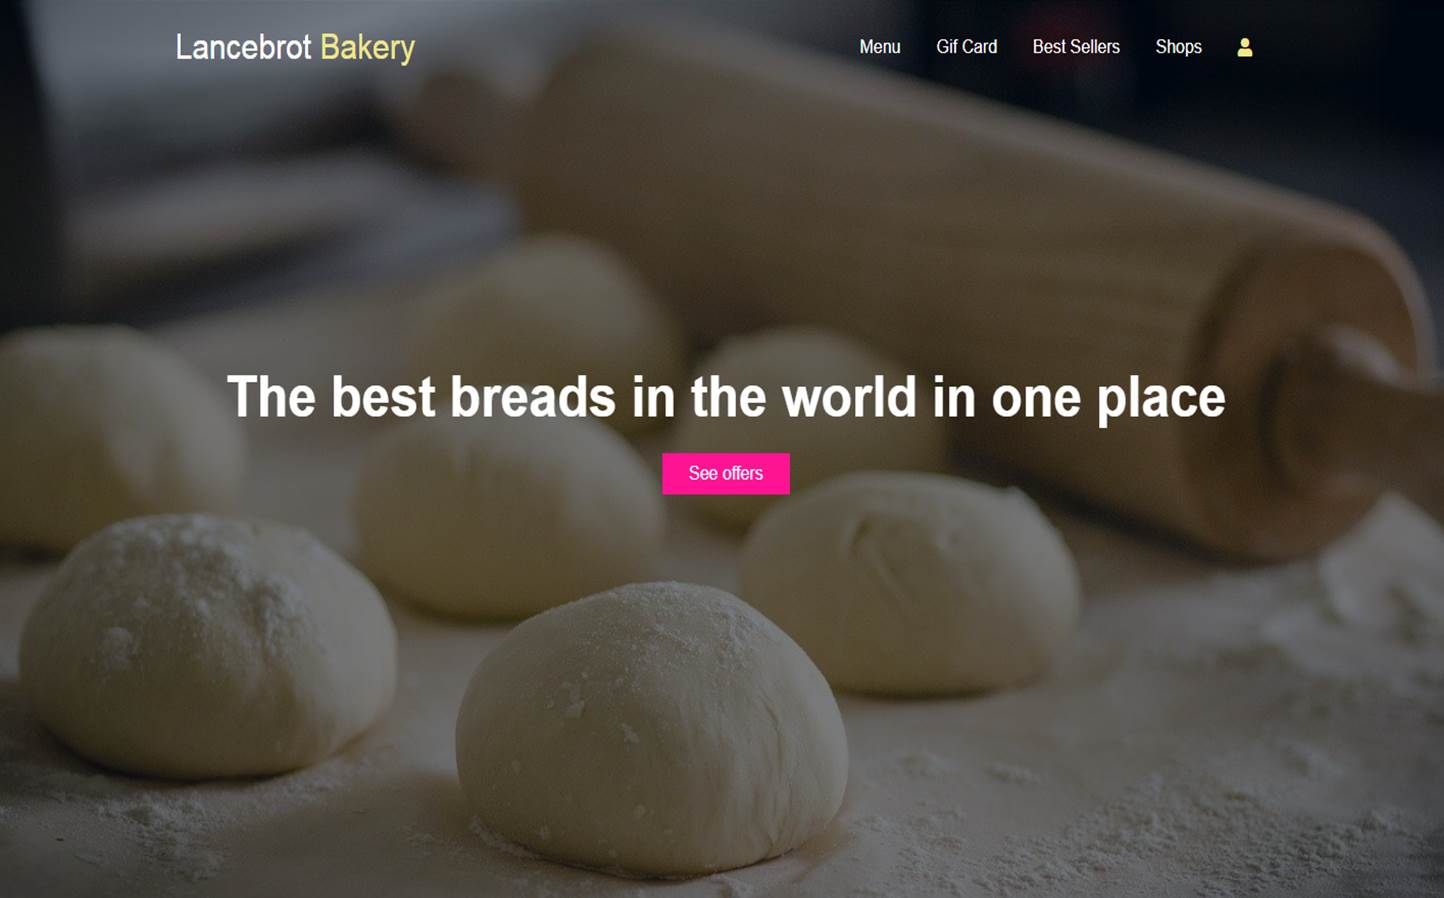 Lancebrot Bakery
Menu Gif Card Best Sellers Shops
The best breads in the world in one place
See offers